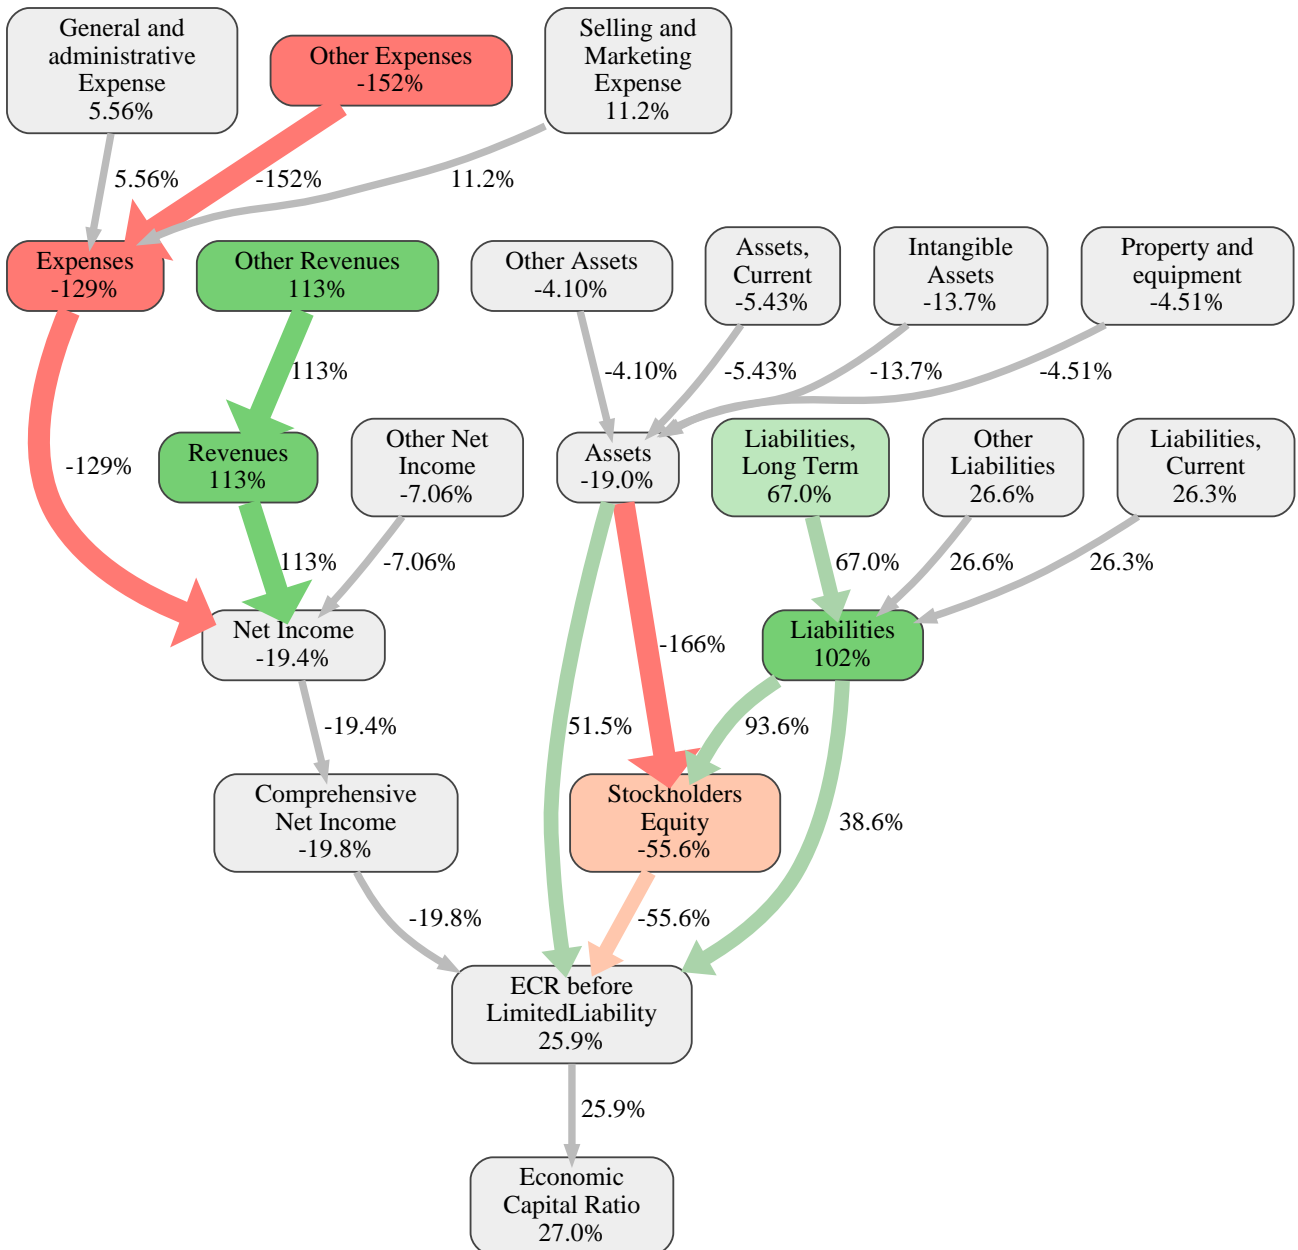 General and
administrative
Expense
5.56%
Other Expenses
-152%
Selling and
Marketing
Expense
11.2%
5.56%
-152%
11.2%
Expenses
-129%
Other Revenues
113%
Other Assets
-4.10%
Assets,
Current
-5.43%
Intangible
Assets
-13.7%
Property and
equipment
-4.51%
113%
-4.10%
-5.43%
-13.7%
-4.51%
-129%
Revenues
113%
Other Net
Income
-7.06%
Assets
-19.0%
Liabilities,
Long Term
67.0%
Other
Liabilities
26.6%
Liabilities,
Current
26.3%
113%
-7.06%
67.0%
26.6%
26.3%
Net Income
-19.4%
-166%
Liabilities
102%
-19.4%
51.5%
93.6%
Comprehensive
Net Income
-19.8%
Stockholders
Equity
-55.6%
38.6%
-19.8%
-55.6%
ECR before
LimitedLiability
25.9%
25.9%
Economic
Capital Ratio
27.0%